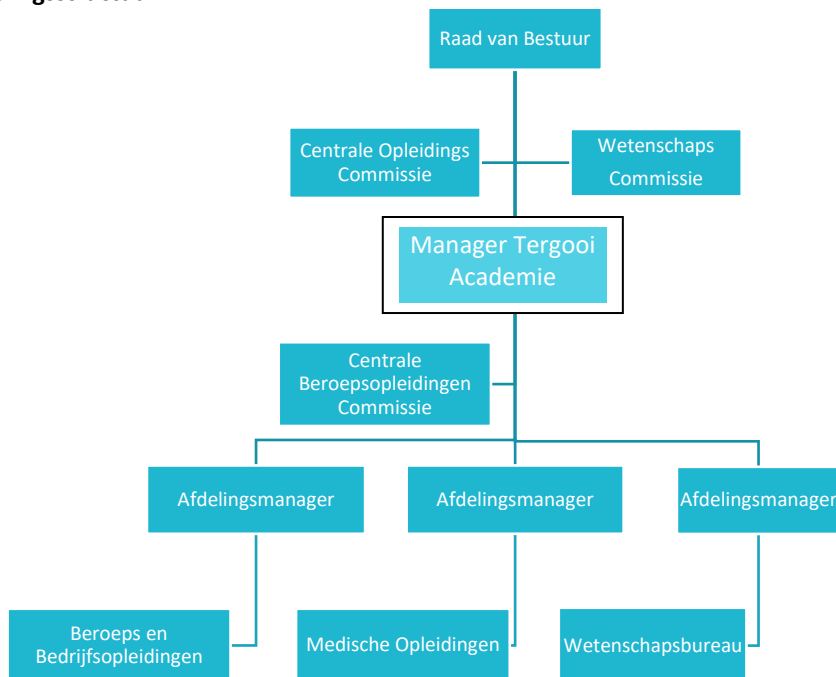 Raad van Bestuur
Centrale Opleidings
Commissie
Wetenschaps
Commissie
Manager Tergooi
Academie
Centrale
Beroepsopleidingen
Commissie
Afdelingsmanager
Afdelingsmanager
Afdelingsmanager
Beroeps en
Bedrijfsopleidingen
Medische Opleidingen
Wetenschapsbureau